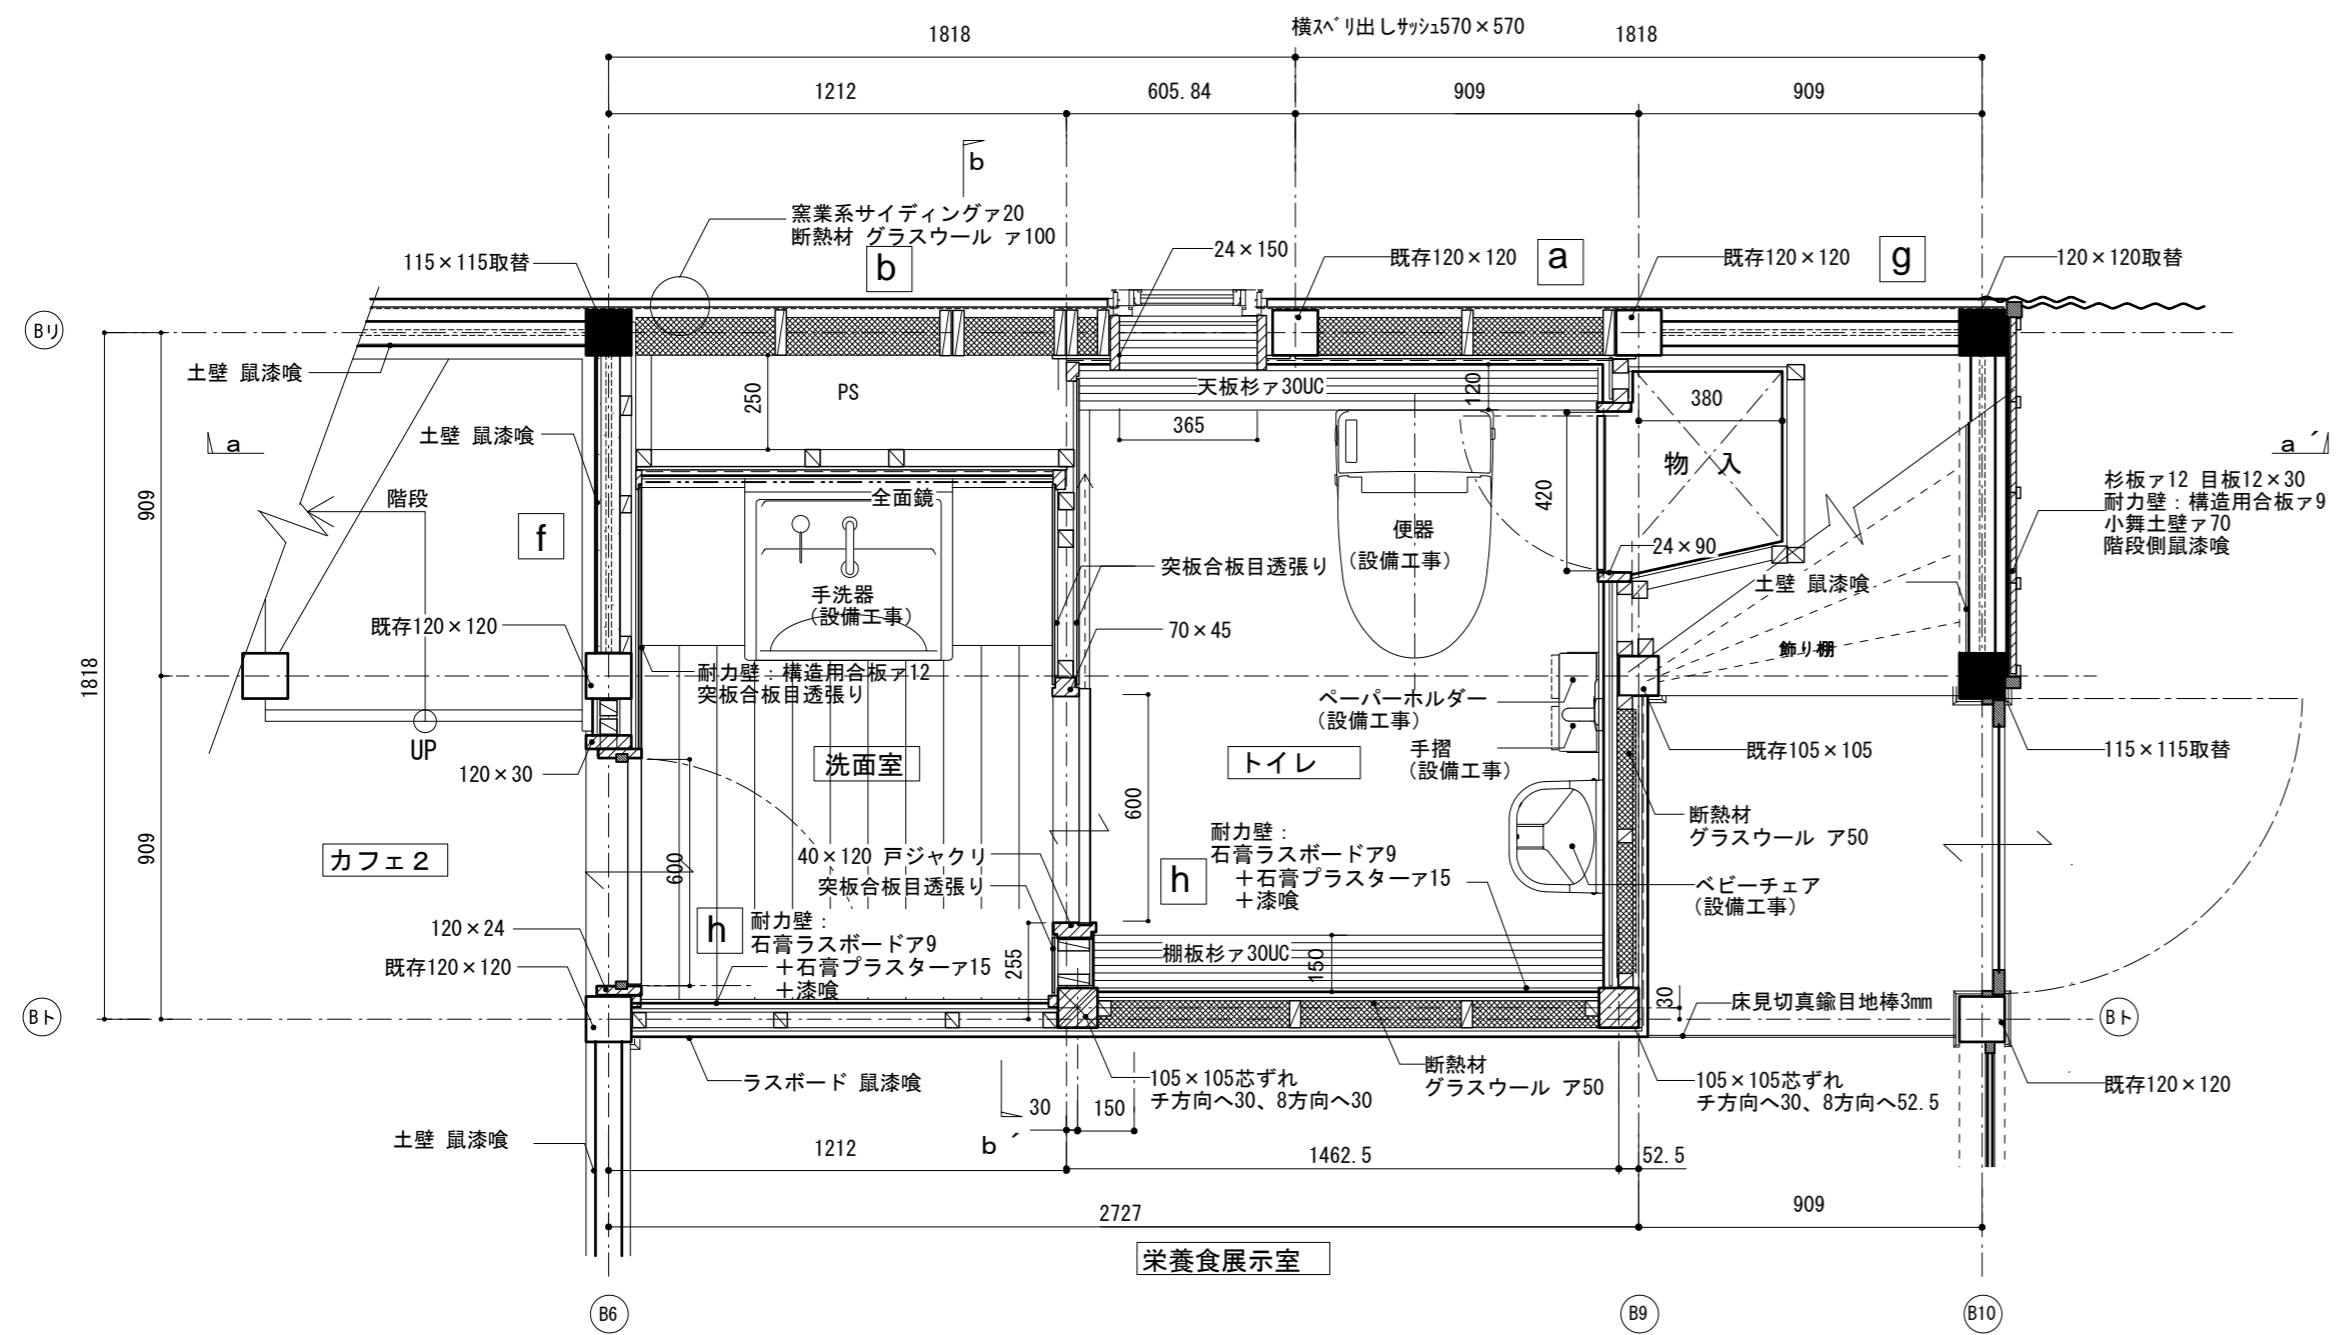 横スベリ出しサッシュ570×570
1818
1818
1212
605.84
909
909
b
窯業系サイディングァ20
断熱材 グラスウール ァ100
115×115取替
b
24×150
既存120×120
a
既存120×120
g
120×120取替
Bリ
土壁 鼠漆喰
250
PS
天板杉ァ30UC
120
380
365
a
土壁 鼠漆喰
a´
物 入
杉板ァ12 目板12×30
耐力壁：構造用合板ァ9
小舞土壁ァ70
階段側鼠漆喰
909
階段
全面鏡
420
便器
(設備工事)
f
24×90
突板合板目透張り
手洗器
(設備工事)
土壁 鼠漆喰
既存120×120
70×45
飾り棚
1818
耐力壁：構造用合板ァ12
突板合板目透張り
ペーパーホルダー
(設備工事)
UP
120×30
洗面室
トイレ
手摺
(設備工事)
既存105×105
115×115取替
600
断熱材
グラスウール ア50
909
カフェ2
600
40×120 戸ジャクリ
突板合板目透張り
h
耐力壁：
石膏ラスボードア9
＋石膏プラスターァ15
＋漆喰
ベビーチェア
(設備工事)
120×24
既存120×120
h
耐力壁：
石膏ラスボードア9
＋石膏プラスターァ15
＋漆喰
255
棚板杉ァ30UC
150
30
床見切真鍮目地棒3mm
Bト
Bト
ラスボード 鼠漆喰
105×105芯ずれ
チ方向へ30、8方向へ30
断熱材
グラスウール ア50
105×105芯ずれ
チ方向へ30、8方向へ52.5
既存120×120
30
150
土壁 鼠漆喰
b´
1212
1462.5
52.5
2727
909
栄養食展示室
B6
B9
B10